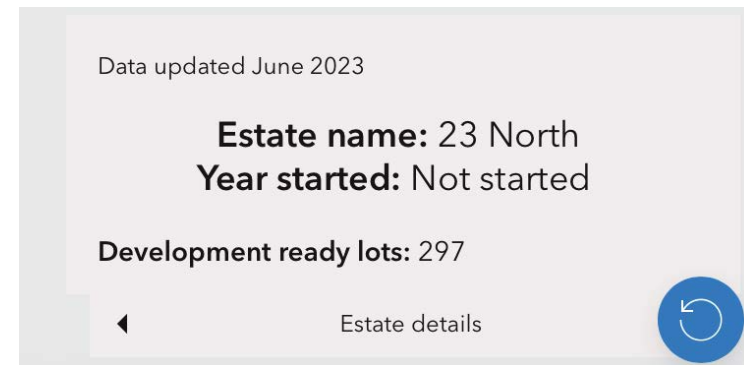 Data updated June 2023
Estate name: 23 North
Year started: Not started
Development ready lots: 297
Estate details